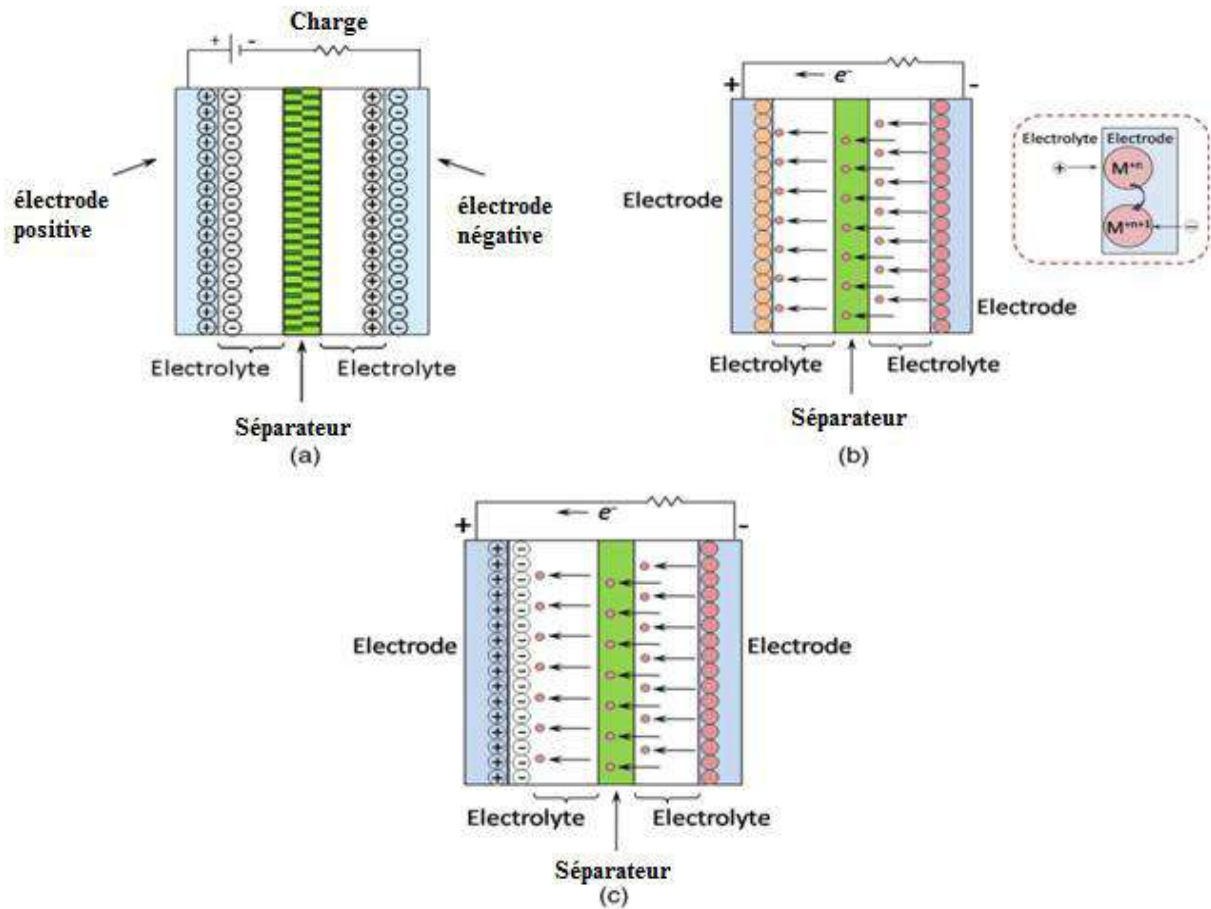 Charge
+ -
électrode
positive
électrode
négative
Electrolyte Electrolyte
Séparateur
(a)
e⁻
+ -
Electrode
Electrode
Electrolyte Electrolyte
Séparateur
(b)
Electrolyte Electrode
+ M⁺ⁿ
M⁺ⁿ⁺¹ -
e⁻
+ -
Electrode Electrode
Electrolyte Electrolyte
Séparateur
(c)